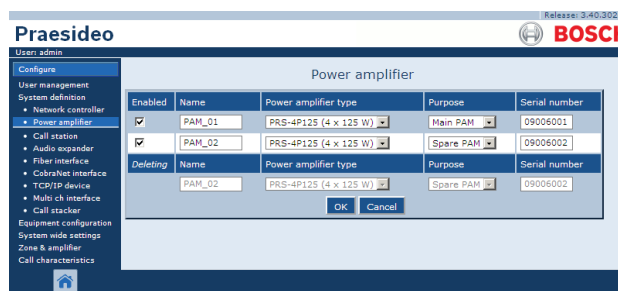 Release: 3.40.302
Praesideo
BOSCH
User: admin
Configure
User management
System definition
• Network controller
• Power amplifier
• Call station
• Audio expander
• Fiber interface
• CobraNet interface
• TCP/IP device
• Multi ch interface
• Call stacker
Equipment configuration
System wide settings
Zone & amplifier
Call characteristics
Power amplifier
Enabled Name Power amplifier type Purpose Serial number
PAM_01 PRS-4P125 (4 x 125 W) Main PAM 09006001
PAM_02 PRS-4P125 (4 x 125 W) Spare PAM 09006002
Deleting Name Power amplifier type Purpose Serial number
PAM_02 PRS-4P125 (4 x 125 W) Spare PAM 09006002
OK Cancel